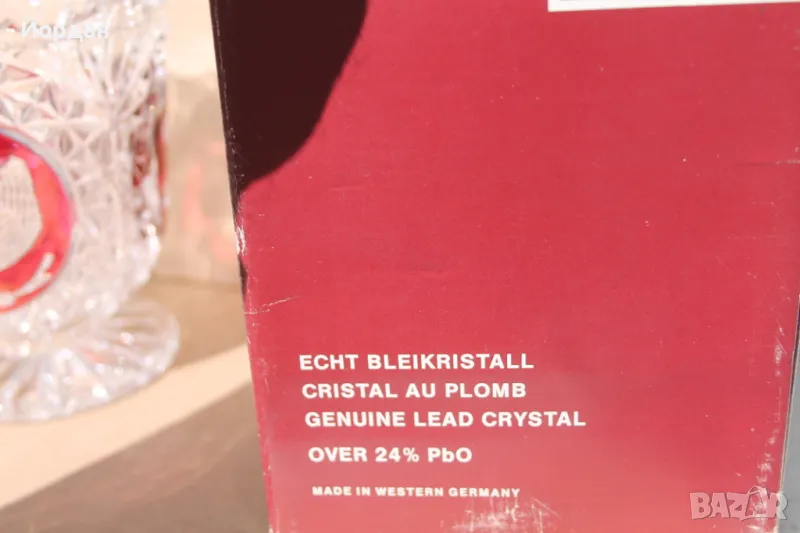 Йордан
ECHT BLEIKRISTALL
CRISTAL AU PLOMB
GENUINE LEAD CRYSTAL
OVER 24% PbO
MADE IN WESTERN GERMANY
BAZAR